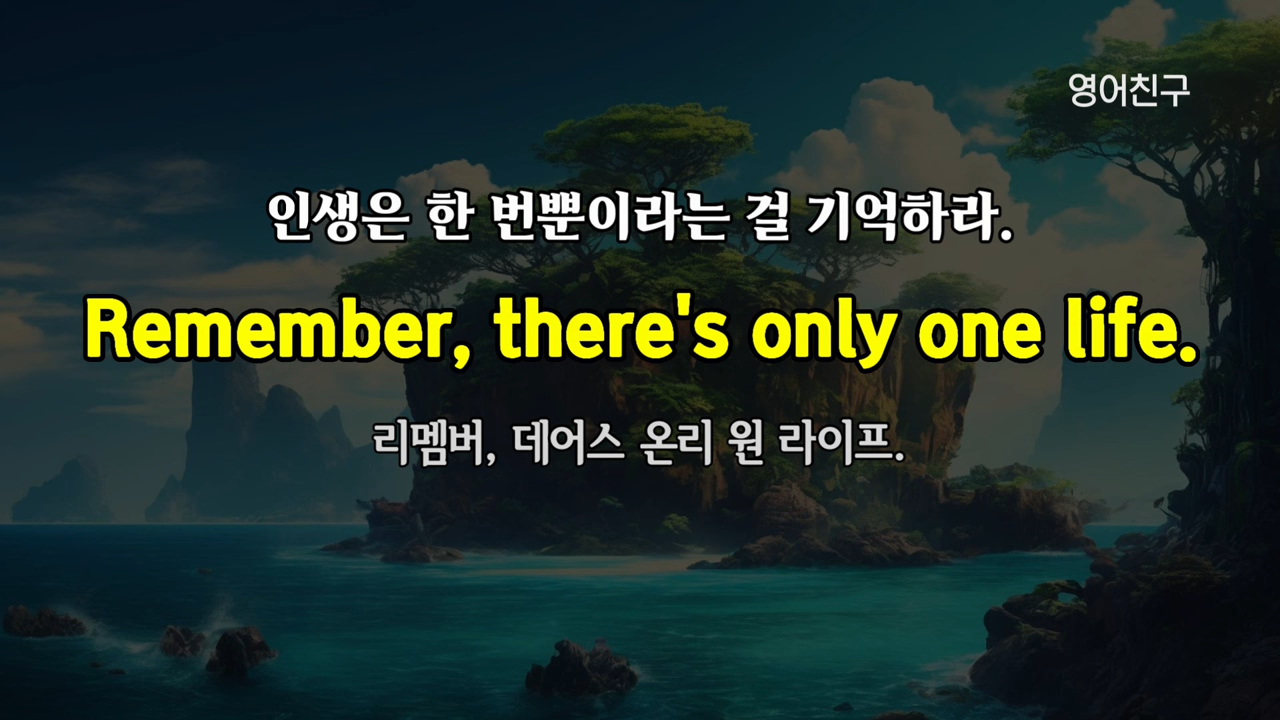 영어친구
인생은 한 번뿐이라는 걸 기억하라.
Remember, there's only one life.
리멤버, 데어스 온리 원 라이프.